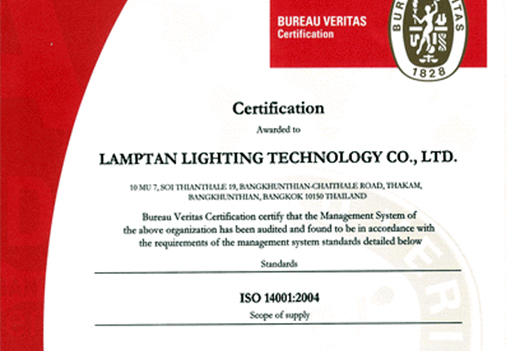 BUREAU VERITAS
Certification
BUREAU VERITAS
1828
Certification
Awarded to
LAMPTAN LIGHTING TECHNOLOGY CO., LTD.
10 MU 7, SOI THIANTHALE 19, BANGKHUNTHIAN-CHAITHALE ROAD, THAKAM,
BANGKHUNTHIAN, BANGKOK 10150 THAILAND
Bureau Veritas Certification certify that the Management System of
the above organization has been audited and found to be in accordance with
the requirements of the management system standards detailed below
Standards
ISO 14001:2004
Scope of supply